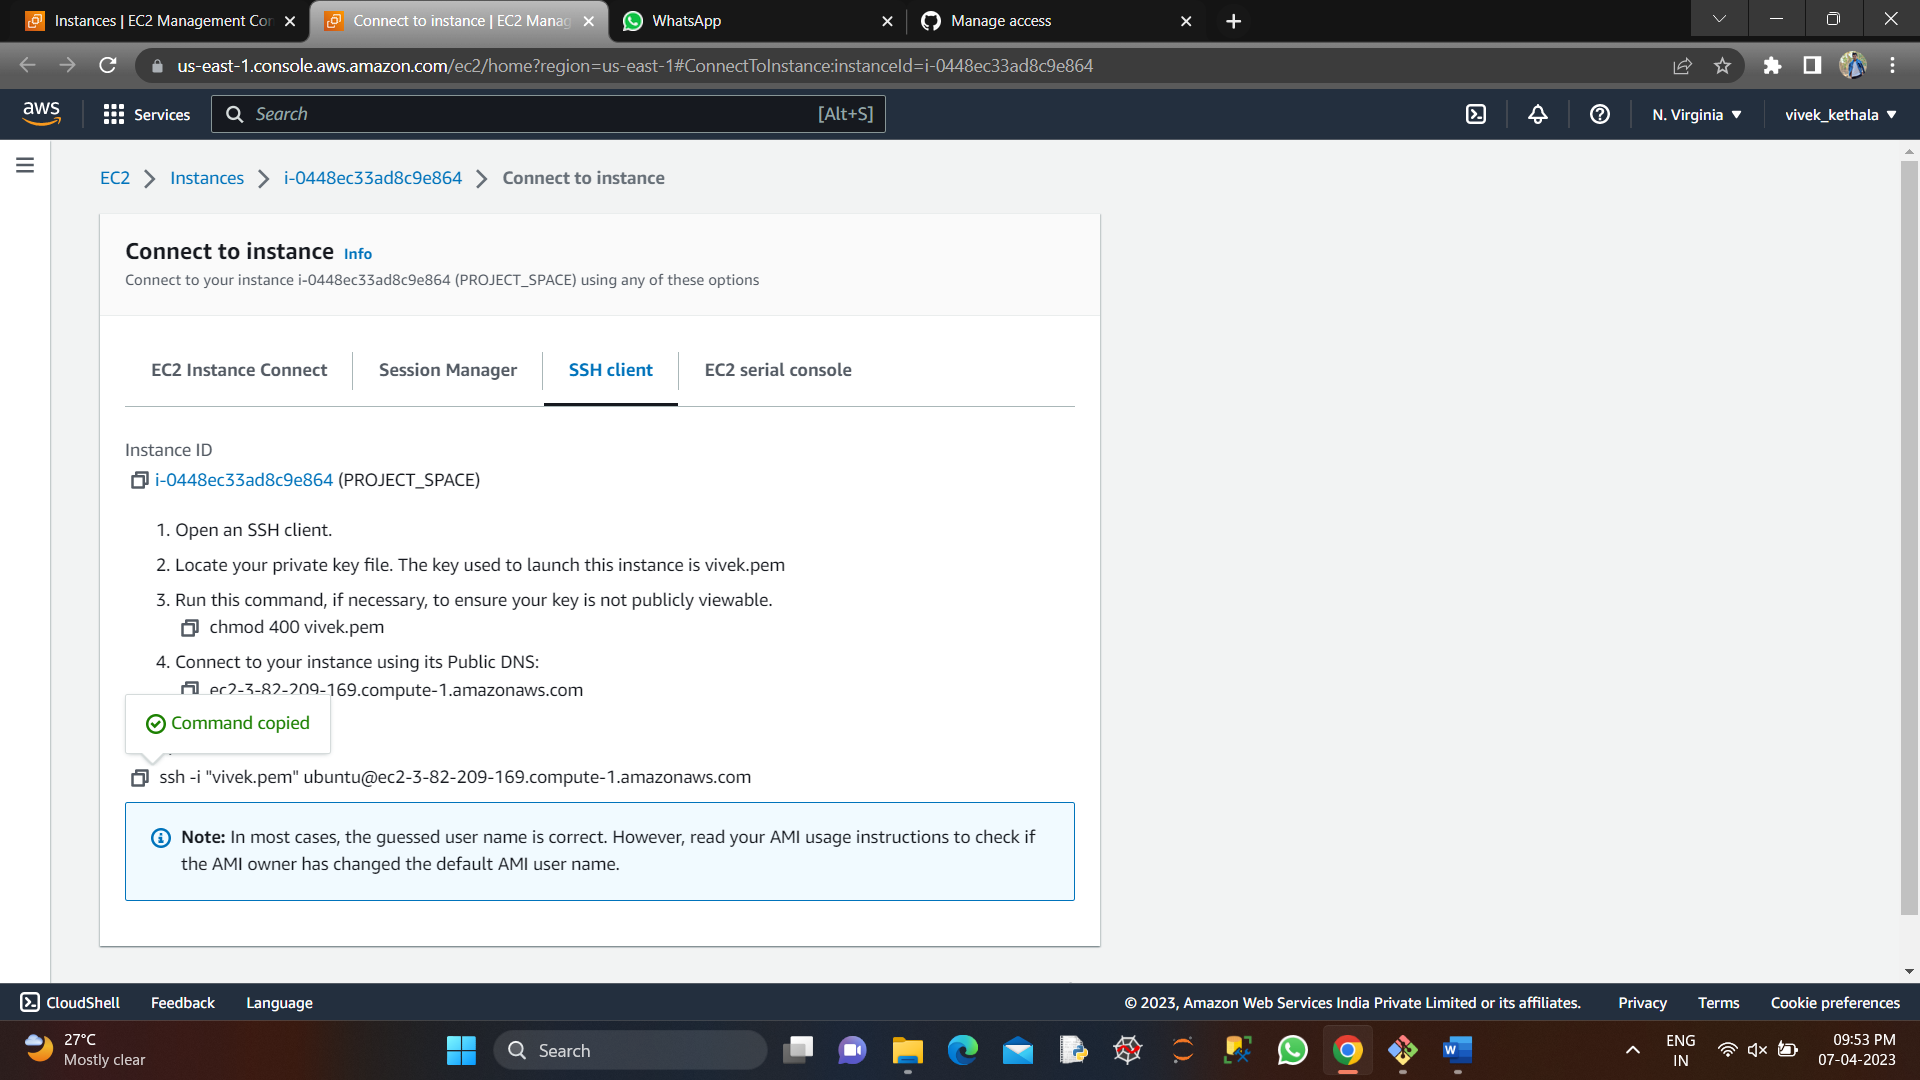 Instances | EC2 Management Con
Connect to instance | EC2 Manag
WhatsApp
Manage access
us-east-1.console.aws.amazon.com/ec2/home?region=us-east-1#ConnectToInstance:instanceId=i-0448ec33ad8c9e864
aws
Services
Search
[Alt+S]
N. Virginia
vivek_kethala
EC2
Instances
i-0448ec33ad8c9e864
Connect to instance
Connect to instance Info
Connect to your instance i-0448ec33ad8c9e864 (PROJECT_SPACE) using any of these options
EC2 Instance Connect
Session Manager
SSH client
EC2 serial console
Instance ID
i-0448ec33ad8c9e864 (PROJECT_SPACE)
1. Open an SSH client.
2. Locate your private key file. The key used to launch this instance is vivek.pem
3. Run this command, if necessary, to ensure your key is not publicly viewable.
chmod 400 vivek.pem
4. Connect to your instance using its Public DNS:
ec2-3-82-209-169.compute-1.amazonaws.com
Command copied
ssh -i "vivek.pem" ubuntu@ec2-3-82-209-169.compute-1.amazonaws.com
Note: In most cases, the guessed user name is correct. However, read your AMI usage instructions to check if
the AMI owner has changed the default AMI user name.
CloudShell
Feedback
Language
© 2023, Amazon Web Services India Private Limited or its affiliates.
Privacy
Terms
Cookie preferences
27°C
Mostly clear
Search
ENG
IN
09:53 PM
07-04-2023